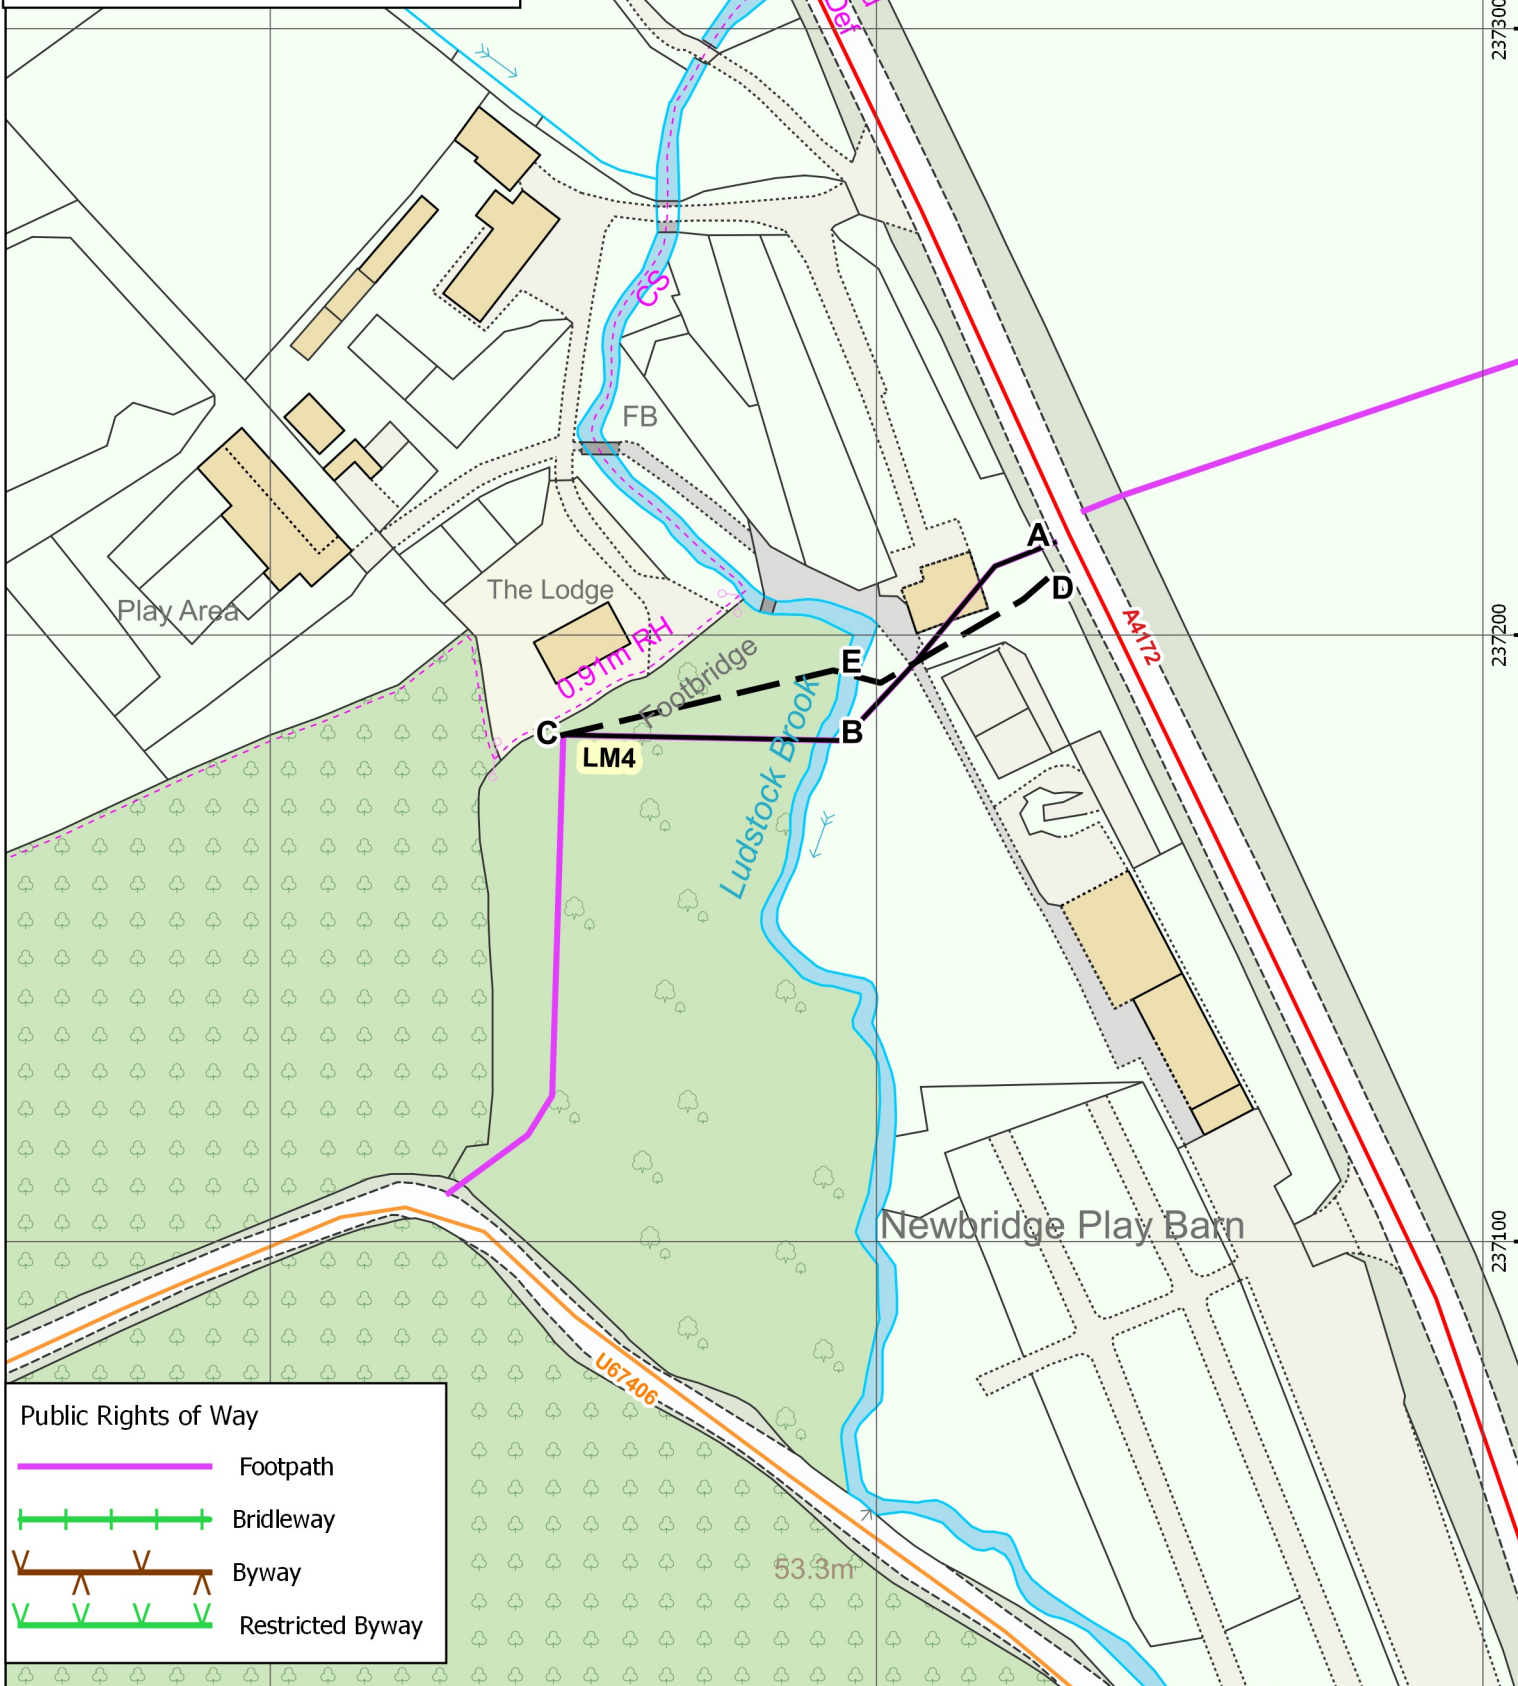 Def
237300
CS
FB
A
D
A4172
237200
Play Area
The Lodge
0.91m RH
Footbridge
E
C
B
LM4
Ludstock Brook
Newbridge Play Barn
237100
U67406
53.3m
Public Rights of Way
Footpath
Bridleway
Byway
Restricted Byway